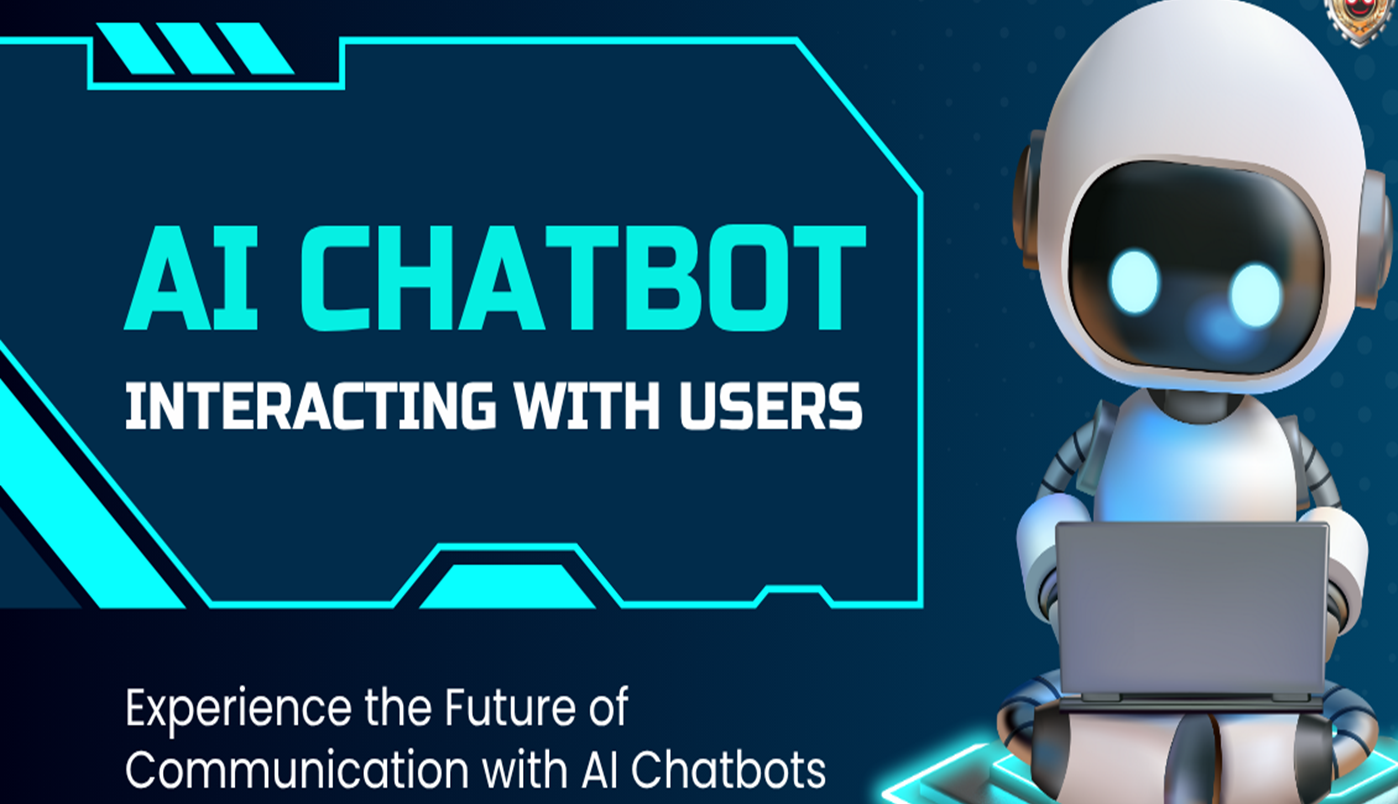 AI CHATBOT
INTERACTING WITH USERS
Experience the Future of
Communication with AI Chatbots